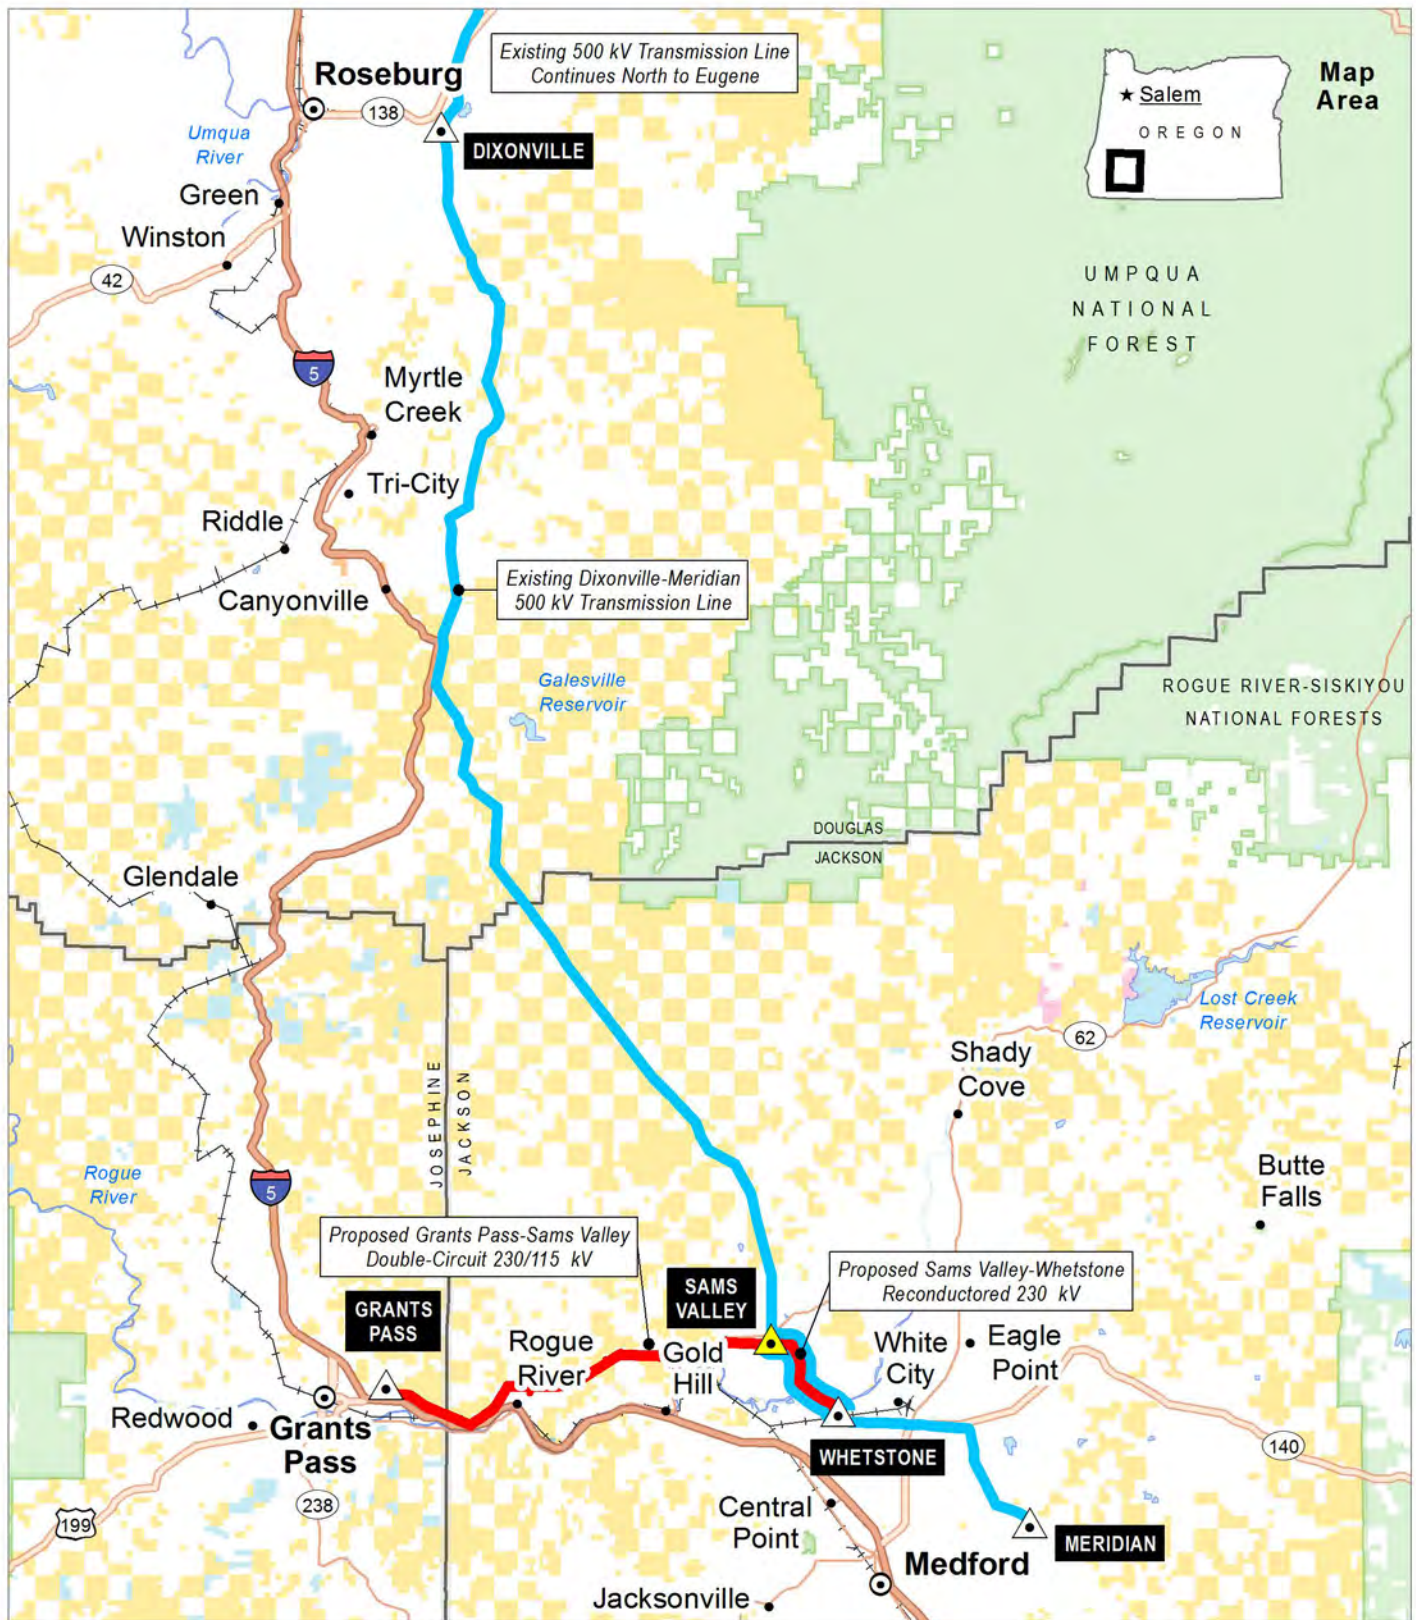 Existing 500 kV Transmission Line
Continues North to Eugene
Map
Area
Salem
OREGON
Roseburg
138
DIXONVILLE
Umqua
River
Green
Winston
42
UMPQUA
NATIONAL
FOREST
5
Myrtle
Creek
Tri-City
Riddle
Canyonville
Existing Dixonville-Meridian
500 kV Transmission Line
Galesville
Reservoir
ROGUE RIVER-SISKIYOU
NATIONAL FORESTS
DOUGLAS
JACKSON
Glendale
Lost Creek
Reservoir
62
Shady
Cove
JOSEPHINE
JACKSON
Rogue
River
5
Butte
Falls
Proposed Grants Pass-Sams Valley
Double-Circuit 230/115 kV
Proposed Sams Valley-Whetstone
Reconductored 230 kV
SAMS
VALLEY
GRANTS
PASS
Rogue
River
Gold
Hill
White
City
Eagle
Point
Redwood
Grants
Pass
WHETSTONE
140
199
238
Central
Point
MERIDIAN
Medford
Jacksonville